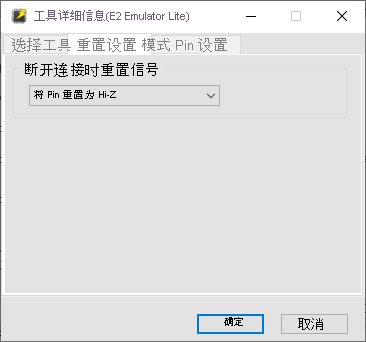 工具详细信息(E2 Emulator Lite)
选择工具 重置设置 模式 Pin 设置
断开连接时重置信号
将 Pin 重置为 Hi-Z
确定 取消